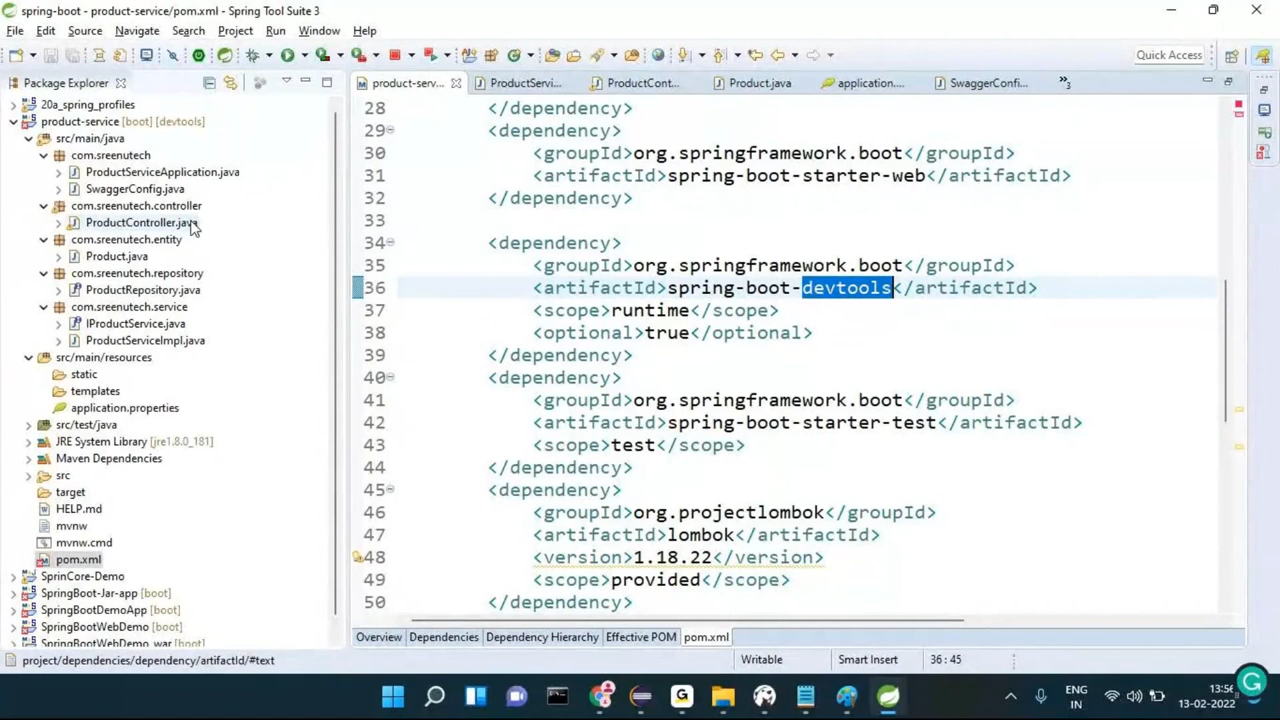 spring-boot - product-service/pom.xml - Spring Tool Suite 3
File Edit Source Navigate Search Project Run Window Help
Quick Access
Package Explorer
product-serv...
ProductServi...
ProductCont...
Product.java
application....
SwaggerConfi...
»3
20a_spring_profiles
product-service [boot] [devtools]
src/main/java
com.sreenutech
ProductServiceApplication.java
SwaggerConfig.java
com.sreenutech.controller
ProductController.java
com.sreenutech.entity
Product.java
com.sreenutech.repository
ProductRepository.java
com.sreenutech.service
IProductService.java
ProductServiceImpl.java
src/main/resources
static
templates
application.properties
src/test/java
JRE System Library [jre1.8.0_181]
Maven Dependencies
src
target
HELP.md
mvnw
mvnw.cmd
pom.xml
SprinCore-Demo
SpringBoot-Jar-app [boot]
SpringBootDemoApp [boot]
SpringBootWebDemo [boot]
SpringBootWebDemo_war [boot]
28 </dependency>
29 <dependency>
30 <groupId>org.springframework.boot</groupId>
31 <artifactId>spring-boot-starter-web</artifactId>
32 </dependency>
33
34 <dependency>
35 <groupId>org.springframework.boot</groupId>
36 <artifactId>spring-boot-devtools</artifactId>
37 <scope>runtime</scope>
38 <optional>true</optional>
39 </dependency>
40 <dependency>
41 <groupId>org.springframework.boot</groupId>
42 <artifactId>spring-boot-starter-test</artifactId>
43 <scope>test</scope>
44 </dependency>
45 <dependency>
46 <groupId>org.projectlombok</groupId>
47 <artifactId>lombok</artifactId>
48 <version>1.18.22</version>
49 <scope>provided</scope>
50 </dependency>
Overview Dependencies Dependency Hierarchy Effective POM pom.xml
project/dependencies/dependency/artifactId/#text
Writable
Smart Insert
36 : 45
ENG
IN
13:56
13-02-2022